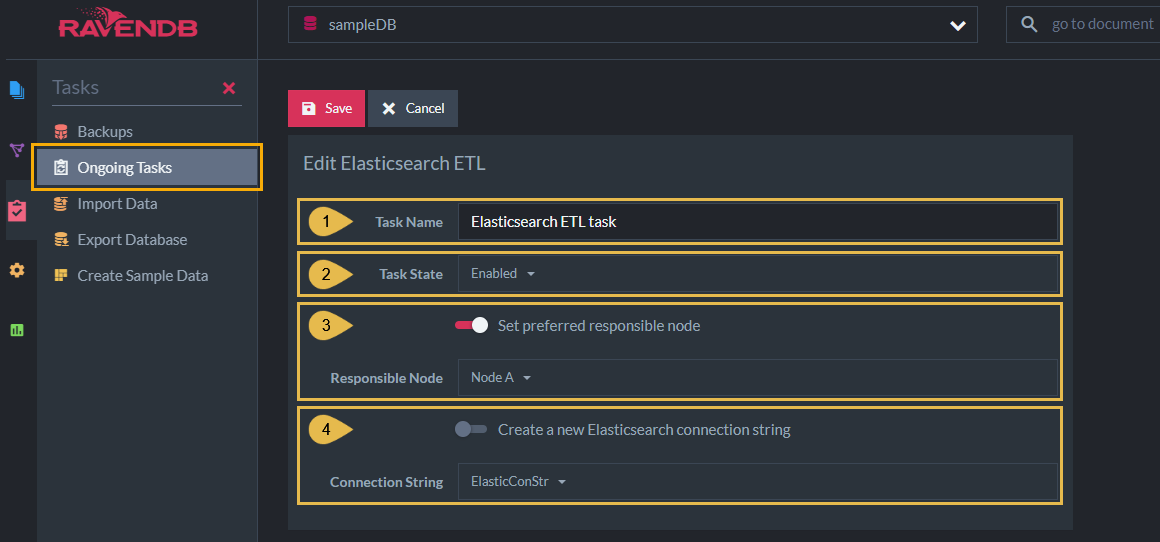 RAVENDB
sampleDB
go to document
Tasks
Backups
Ongoing Tasks
Import Data
Export Database
Create Sample Data
Save
Cancel
Edit Elasticsearch ETL
1 Task Name Elasticsearch ETL task
2 Task State Enabled
3 Set preferred responsible node
Responsible Node Node A
4 Create a new Elasticsearch connection string
Connection String ElasticConStr